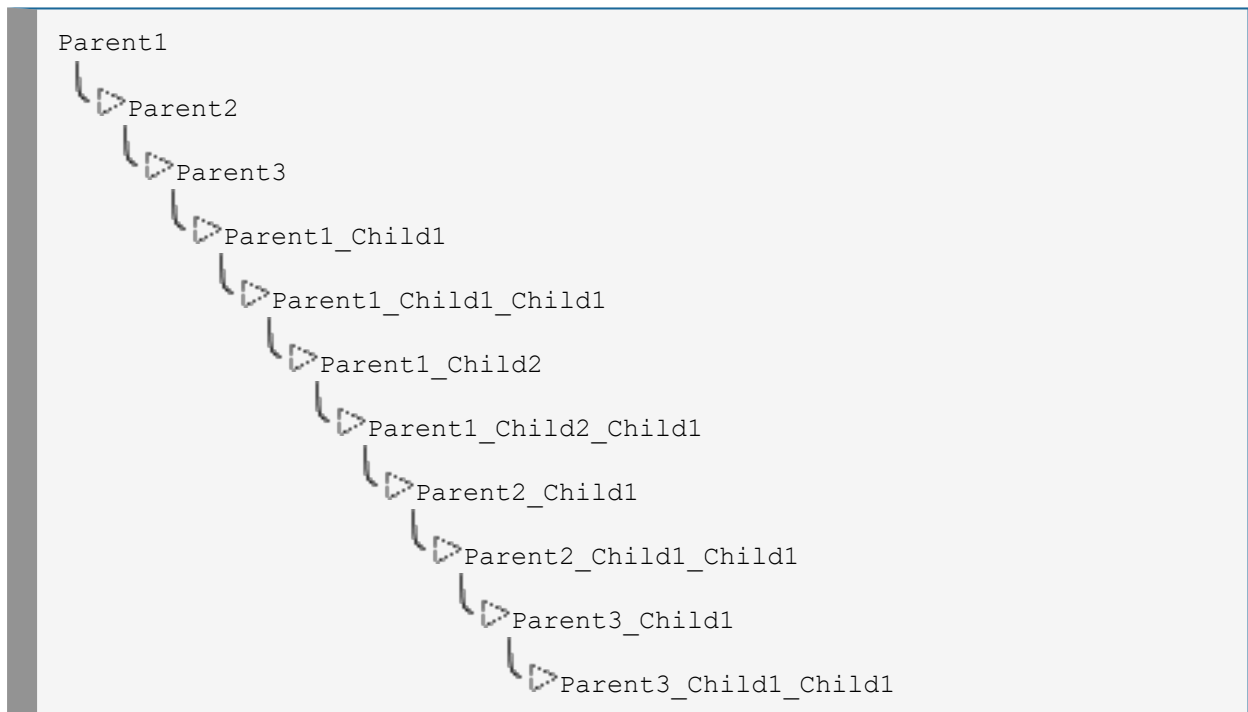 Parent1
Parent2
Parent3
Parent1_Child1
Parent1_Child1_Child1
Parent1_Child2
Parent1_Child2_Child1
Parent2_Child1
Parent2_Child1_Child1
Parent3_Child1
Parent3_Child1_Child1